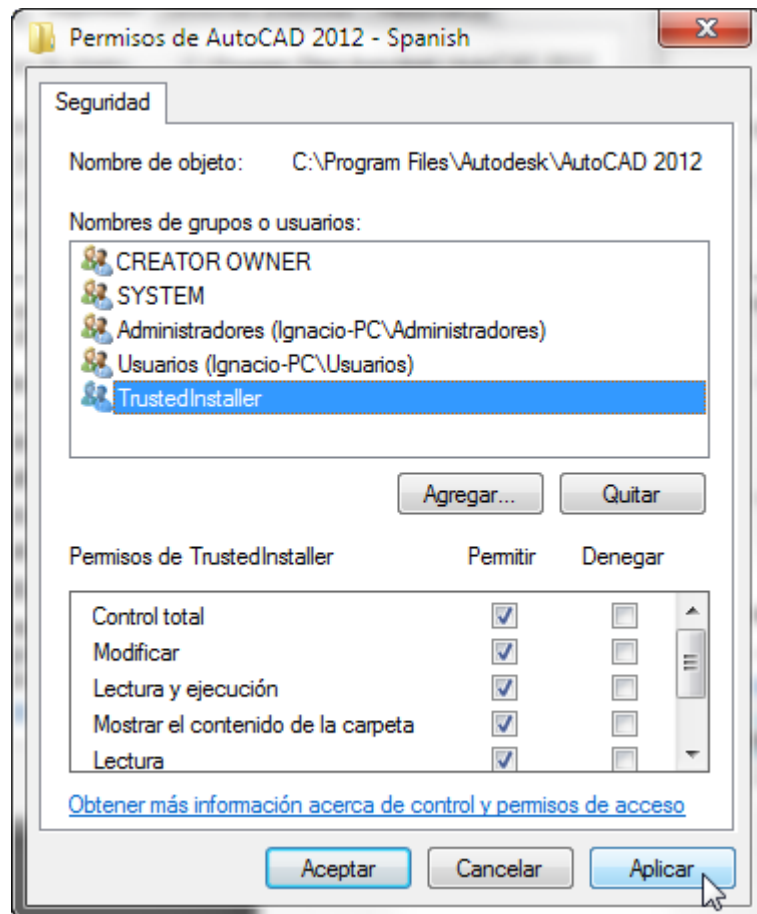 Permisos de AutoCAD 2012 - Spanish
Seguridad
Nombre de objeto: C:\Program Files\Autodesk\AutoCAD 2012
Nombres de grupos o usuarios:
CREATOR OWNER
SYSTEM
Administradores (Ignacio-PC\Administradores)
Usuarios (Ignacio-PC\Usuarios)
TrustedInstaller
Agregar... Quitar
Permisos de TrustedInstaller Permitir Denegar
Control total
Modificar
Lectura y ejecución
Mostrar el contenido de la carpeta
Lectura
Obtener más información acerca de control y permisos de acceso
Aceptar Cancelar Aplicar